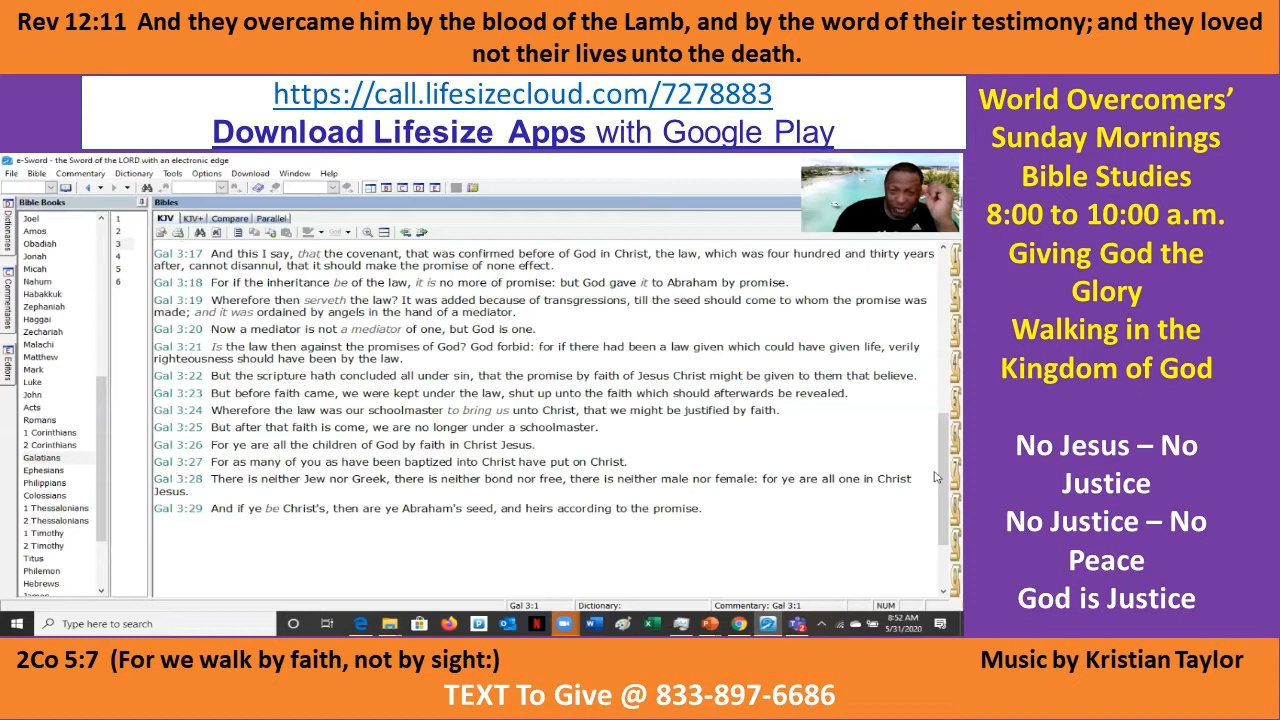 Rev 12:11  And they overcame him by the blood of the Lamb, and by the word of their testimony; and they loved
not their lives unto the death.
https://call.lifesizecloud.com/7278883
Download Lifesize Apps with Google Play
World Overcomers’
Sunday Mornings
Bible Studies
8:00 to 10:00 a.m.
Giving God the
Glory
Walking in the
Kingdom of God
No Jesus – No
Justice
No Justice – No
Peace
God is Justice
e-Sword - the Sword of the LORD with an electronic edge
File Bible Commentary Dictionary Tools Options Download Window Help
Bible Books
Bibles
Dictionaries
Commentaries
Editors
Joel
Amos
Obadiah
Jonah
Micah
Nahum
Habakkuk
Zephaniah
Haggai
Zechariah
Malachi
Matthew
Mark
Luke
John
Acts
Romans
1 Corinthians
2 Corinthians
Galatians
Ephesians
Philippians
Colossians
1 Thessalonians
2 Thessalonians
1 Timothy
2 Timothy
Titus
Philemon
Hebrews
1
2
3
4
5
6
KJV KJV+ Compare Parallel
Gal 3:17 And this I say, that the covenant, that was confirmed before of God in Christ, the law, which was four hundred and thirty years
after, cannot disannul, that it should make the promise of none effect.
Gal 3:18 For if the inheritance be of the law, it is no more of promise: but God gave it to Abraham by promise.
Gal 3:19 Wherefore then serveth the law? It was added because of transgressions, till the seed should come to whom the promise was
made; and it was ordained by angels in the hand of a mediator.
Gal 3:20 Now a mediator is not a mediator of one, but God is one.
Gal 3:21 Is the law then against the promises of God? God forbid: for if there had been a law given which could have given life, verily
righteousness should have been by the law.
Gal 3:22 But the scripture hath concluded all under sin, that the promise by faith of Jesus Christ might be given to them that believe.
Gal 3:23 But before faith came, we were kept under the law, shut up unto the faith which should afterwards be revealed.
Gal 3:24 Wherefore the law was our schoolmaster to bring us unto Christ, that we might be justified by faith.
Gal 3:25 But after that faith is come, we are no longer under a schoolmaster.
Gal 3:26 For ye are all the children of God by faith in Christ Jesus.
Gal 3:27 For as many of you as have been baptized into Christ have put on Christ.
Gal 3:28 There is neither Jew nor Greek, there is neither bond nor free, there is neither male nor female: for ye are all one in Christ
Jesus.
Gal 3:29 And if ye be Christ's, then are ye Abraham's seed, and heirs according to the promise.
Gal 3:1 Dictionary: Commentary: Gal 3:1 NUM
Type here to search
8:52 AM
5/31/2020
2Co 5:7  (For we walk by faith, not by sight:)
Music by Kristian Taylor
TEXT To Give @ 833-897-6686